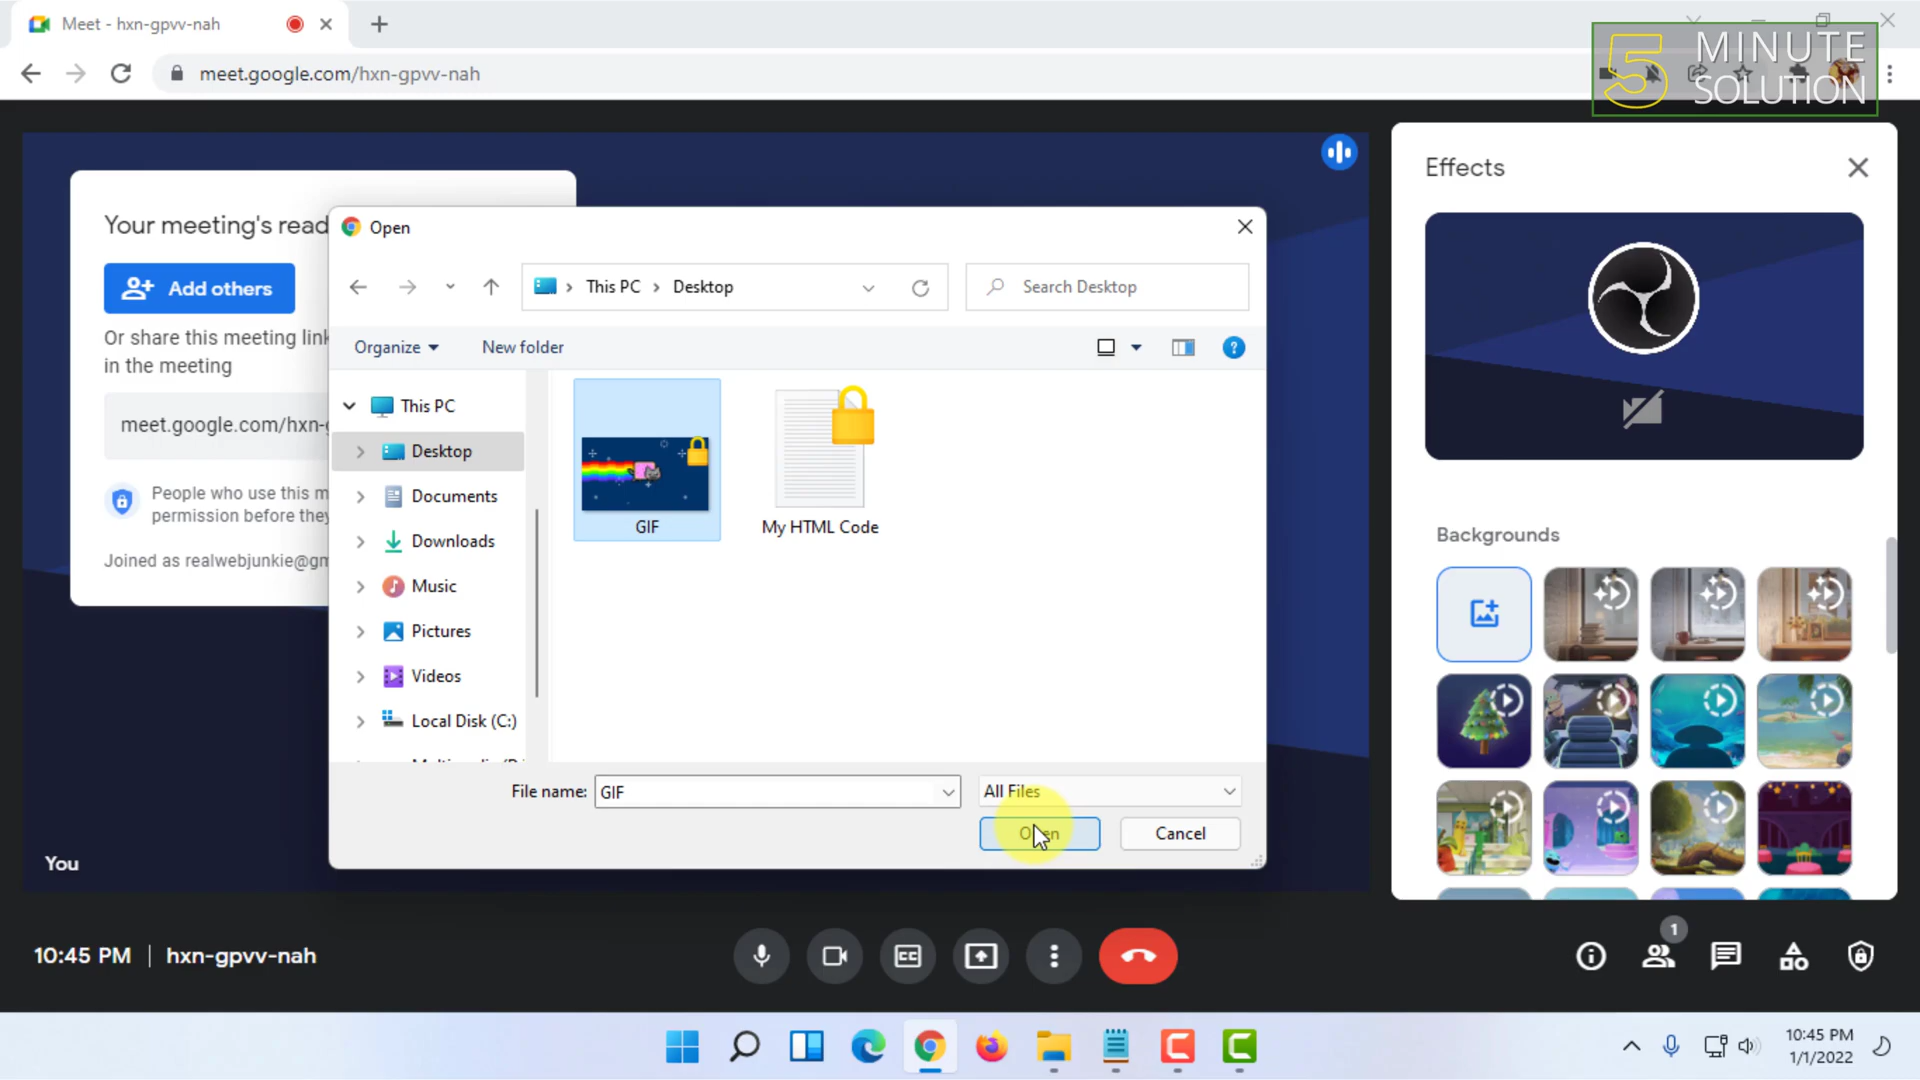 Meet - hxn-gpvv-nah
meet.google.com/hxn-gpvv-nah
5 MINUTE
SOLUTION
Your meeting's read
Add others
Or share this meeting link
in the meeting
meet.google.com/hxn-g
People who use this m
permission before they
Joined as realwebjunkie@gm
You
Open
This PC
Desktop
Search Desktop
Organize
New folder
This PC
Desktop
Documents
Downloads
Music
Pictures
Videos
Local Disk (C:)
GIF
My HTML Code
File name:
GIF
All Files
Open
Cancel
Effects
Backgrounds
10:45 PM
hxn-gpvv-nah
CC
1
10:45 PM
1/1/2022